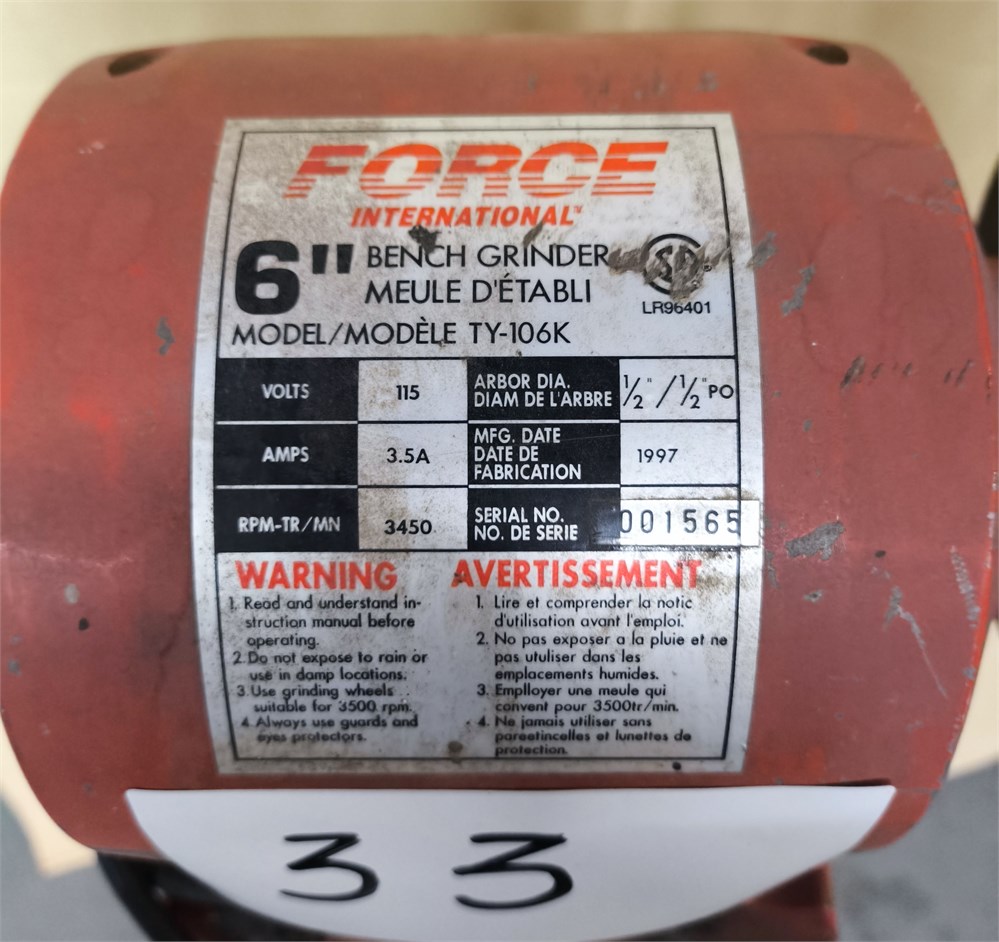 FORCE
INTERNATIONAL™
6" BENCH GRINDER
MEULE D'ÉTABLI
LR96401
MODEL/MODÈLE TY-106K
VOLTS 115 ARBOR DIA. DIAM DE L'ARBRE 1/2" / 1/2" PO
AMPS 3.5A MFG. DATE DATE DE FABRICATION 1997
RPM-TR/MN 3450 SERIAL NO. NO. DE SERIE 001565
WARNING
1. Read and understand in-
struction manual before
operating.
2. Do not expose to rain or
use in damp locations.
3. Use grinding wheels
suitable for 3500 rpm.
4. Always use guards and
eyes protectors.
AVERTISSEMENT
1. Lire et comprender la notic
d'utilisation avant l'emploi.
2. No pas exposer a la pluie et ne
pas utuliser dans les
emplacements humides.
3. Emplloyer une meule qui
convent pour 3500tr/min.
4. Ne jamais utiliser sans
pareetincelles et lunettes de
protection.
33